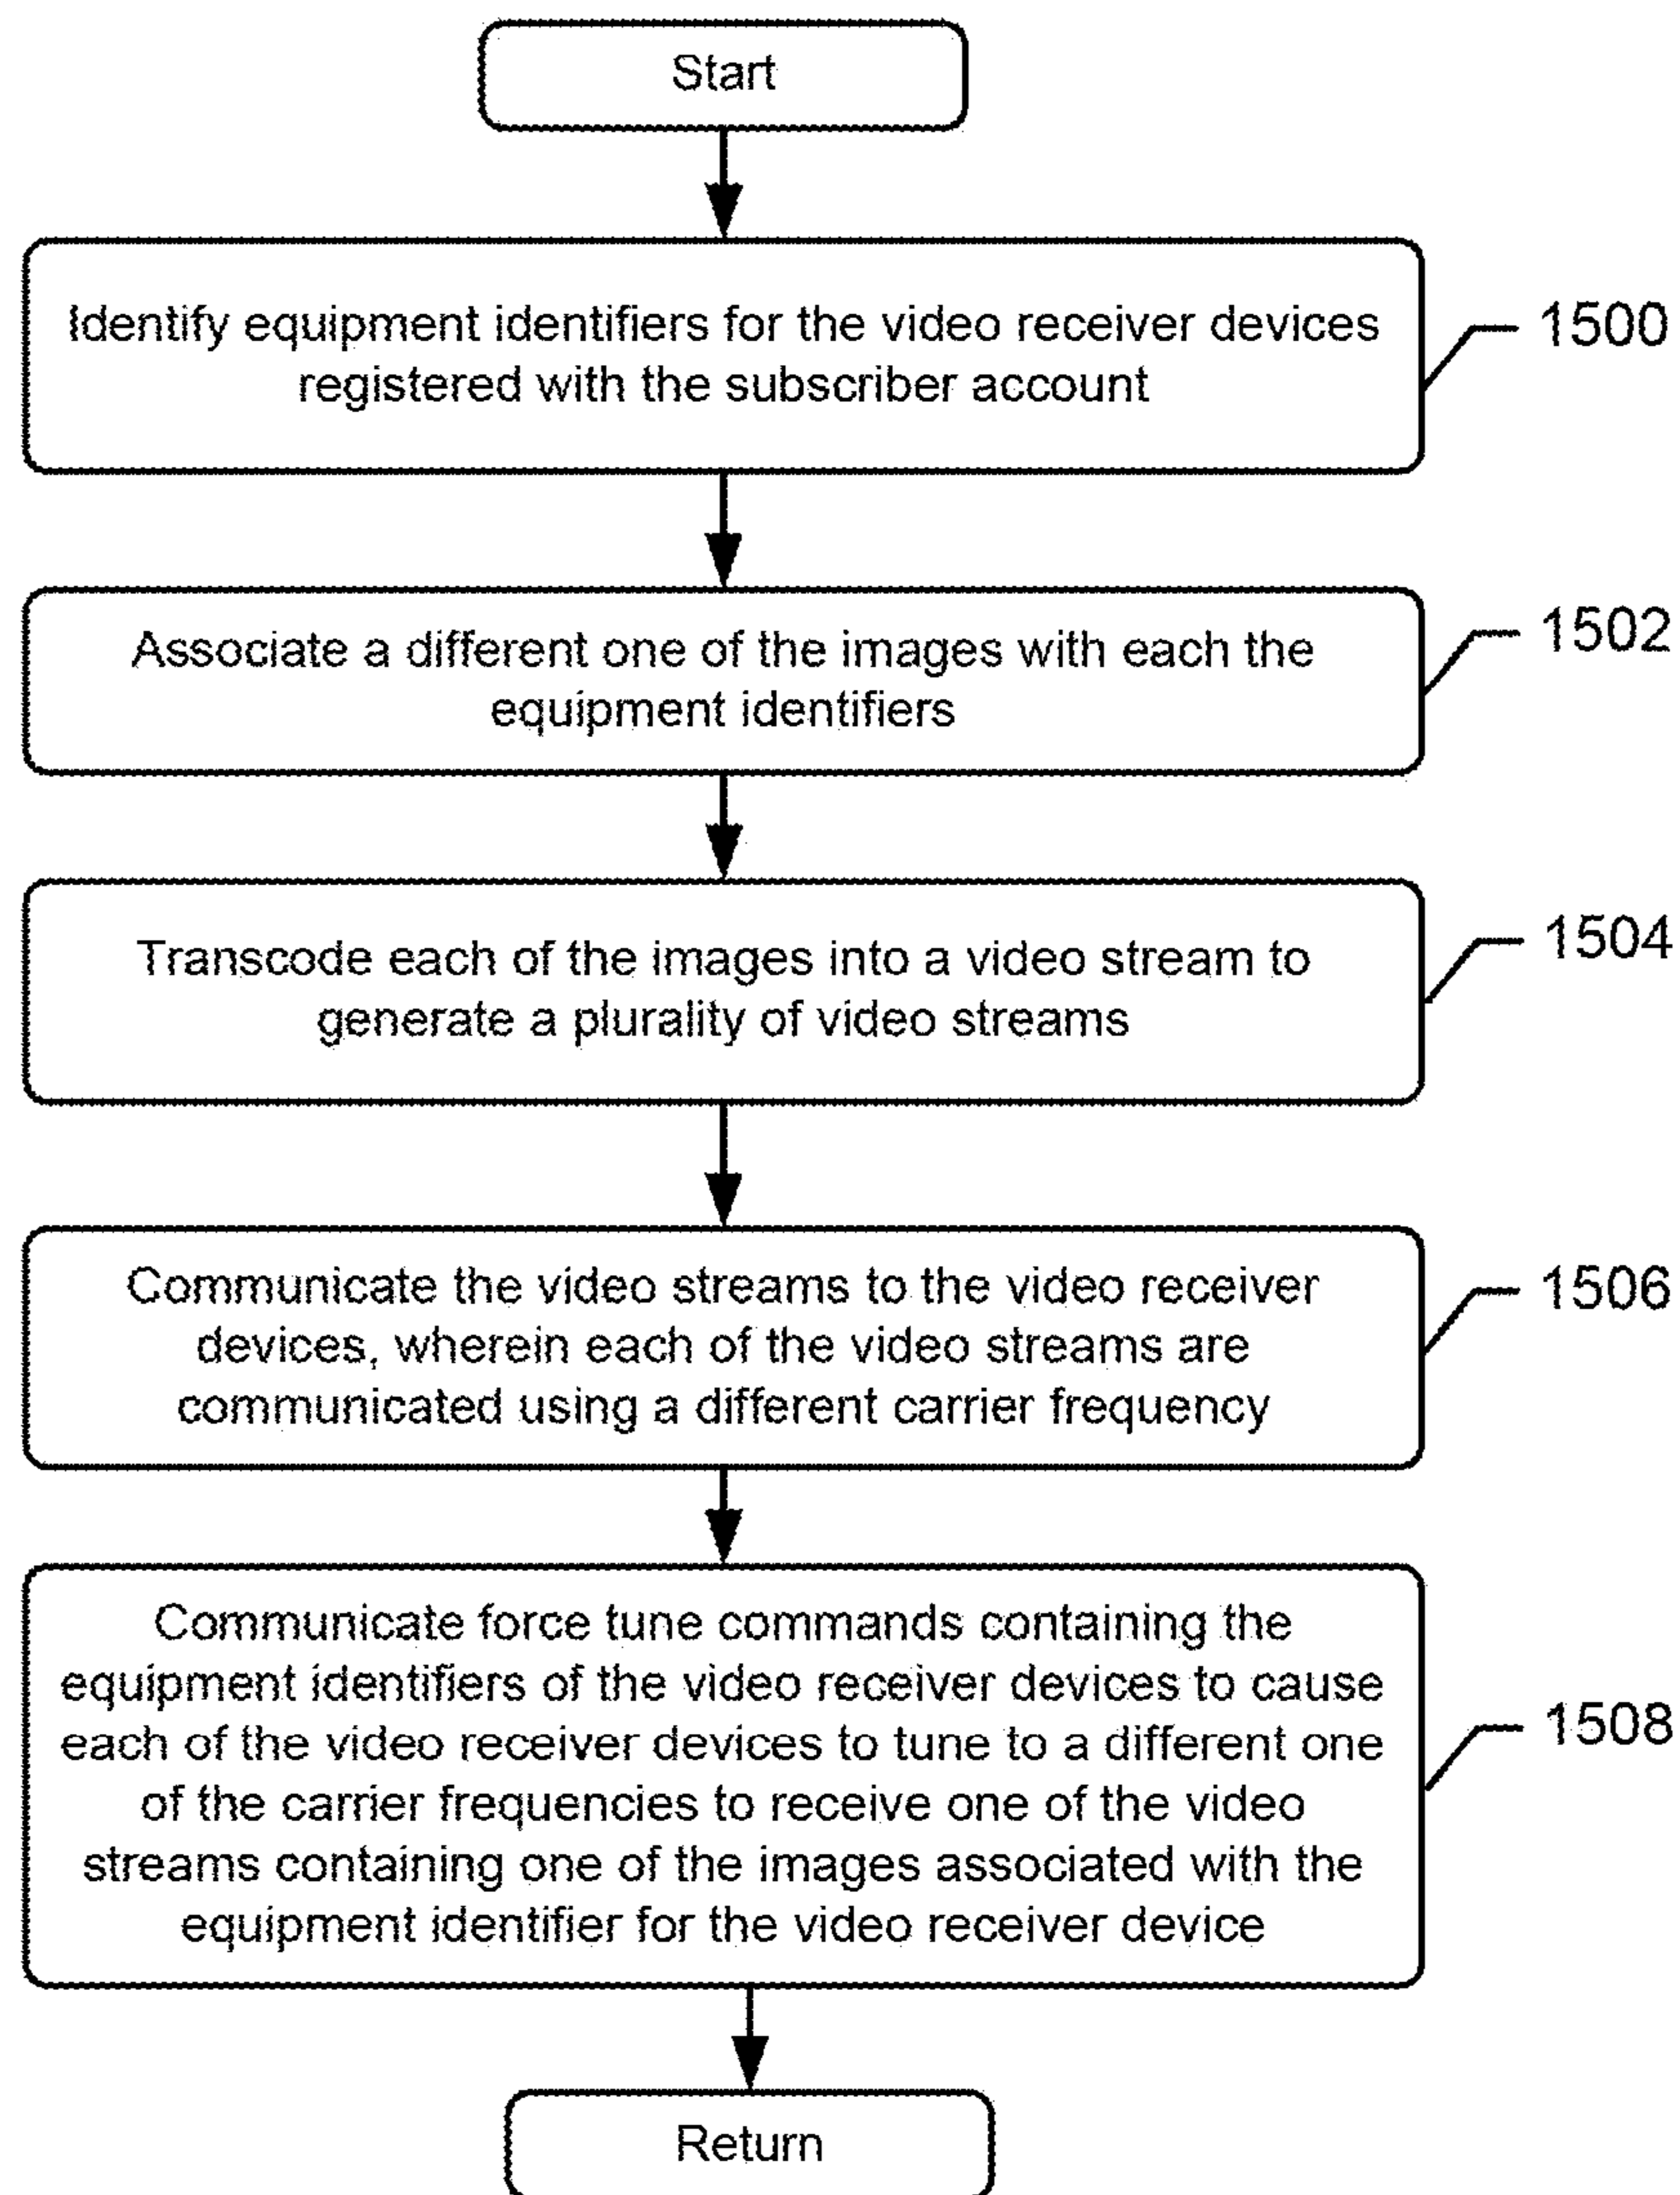 Start
Identify equipment identifiers for the video receiver devices
registered with the subscriber account
1500
Associate a different one of the images with each the
equipment identifiers
1502
Transcode each of the images into a video stream to
generate a plurality of video streams
1504
Communicate the video streams to the video receiver
devices, wherein each of the video streams are
communicated using a different carrier frequency
1506
Communicate force tune commands containing the
equipment identifiers of the video receiver devices to cause
each of the video receiver devices to tune to a different one
of the carrier frequencies to receive one of the video
streams containing one of the images associated with the
equipment identifier for the video receiver device
1508
Return